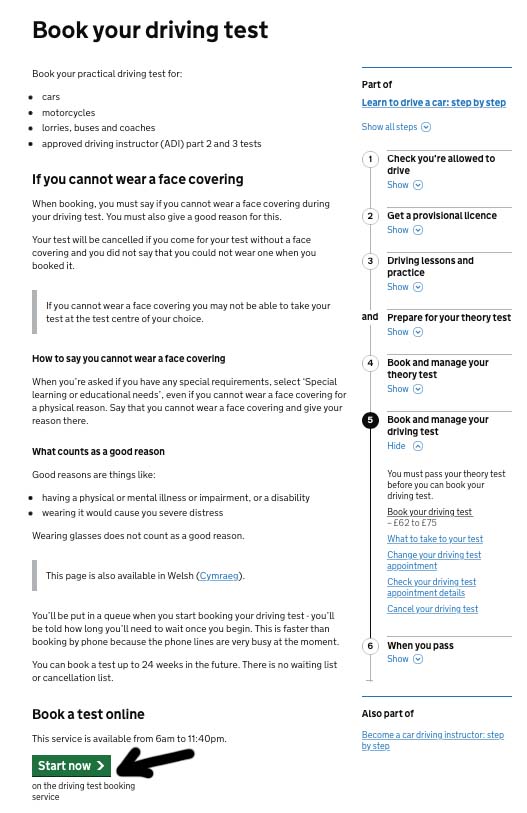 Book your driving test
Book your practical driving test for:
cars
motorcycles
lorries, buses and coaches
approved driving instructor (ADI) part 2 and 3 tests
If you cannot wear a face covering
When booking, you must say if you cannot wear a face covering during
your driving test. You must also give a good reason for this.
Your test will be cancelled if you come for your test without a face
covering and you did not say that you could not wear one when you
booked it.
If you cannot wear a face covering you may not be able to take your
test at the test centre of your choice.
How to say you cannot wear a face covering
When you're asked if you have any special requirements, select 'Special
learning or educational needs', even if you cannot wear a face covering for
a physical reason. Say that you cannot wear a face covering and give your
reason there.
What counts as a good reason
Good reasons are things like:
having a physical or mental illness or impairment, or a disability
wearing it would cause you severe distress
Wearing glasses does not count as a good reason.
This page is also available in Welsh (Cymraeg).
You'll be put in a queue when you start booking your driving test - you'll
be told how long you'll need to wait once you begin. This is faster than
booking by phone because the phone lines are very busy at the moment.
You can book a test up to 24 weeks in the future. There is no waiting list
or cancellation list.
Book a test online
This service is available from 6am to 11:40pm.
Start now
on the driving test booking
service
Part of
Learn to drive a car: step by step
Show all steps
1 Check you're allowed to
drive
Show
2 Get a provisional licence
Show
3 Driving lessons and
practice
Show
and Prepare for your theory test
Show
4 Book and manage your
theory test
Show
5 Book and manage your
driving test
Hide
You must pass your theory test
before you can book your
driving test.
Book your driving test
– £62 to £75
What to take to your test
Change your driving test
appointment
Check your driving test
appointment details
Cancel your driving test
6 When you pass
Show
Also part of
Become a car driving instructor: step
by step